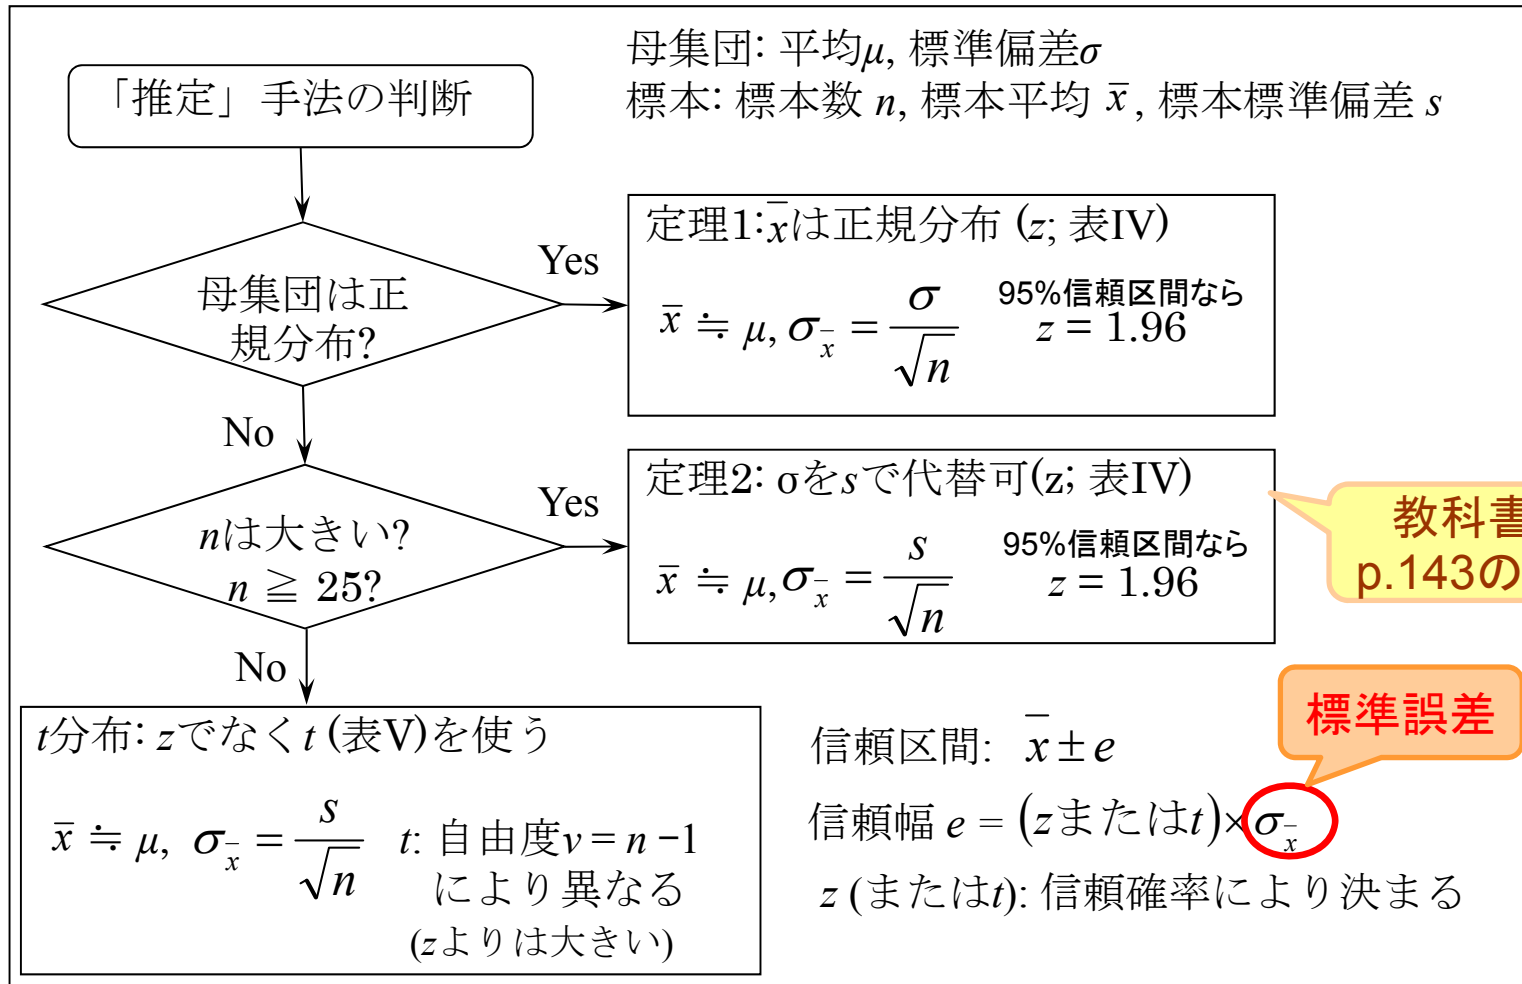 母集団: 平均μ, 標準偏差σ
標本: 標本数 n, 標本平均 x̄, 標本標準偏差 s
「推定」手法の判断
母集団は正
規分布?
Yes
No
定理1:x̄は正規分布 (z; 表IV)
x̄ ≒ μ, σx̄ = σ/√n
95%信頼区間なら
z = 1.96
nは大きい?
n ≧ 25?
Yes
No
定理2: σをsで代替可(z; 表IV)
x̄ ≒ μ, σx̄ = s/√n
95%信頼区間なら
z = 1.96
教科書
p.143の
t分布: zでなくt (表V)を使う
x̄ ≒ μ, σx̄ = s/√n
t: 自由度ν = n −1
により異なる
(zよりは大きい)
標準誤差
信頼区間: x̄ ± e
信頼幅 e = (zまたはt)×σx̄
z (またはt): 信頼確率により決まる